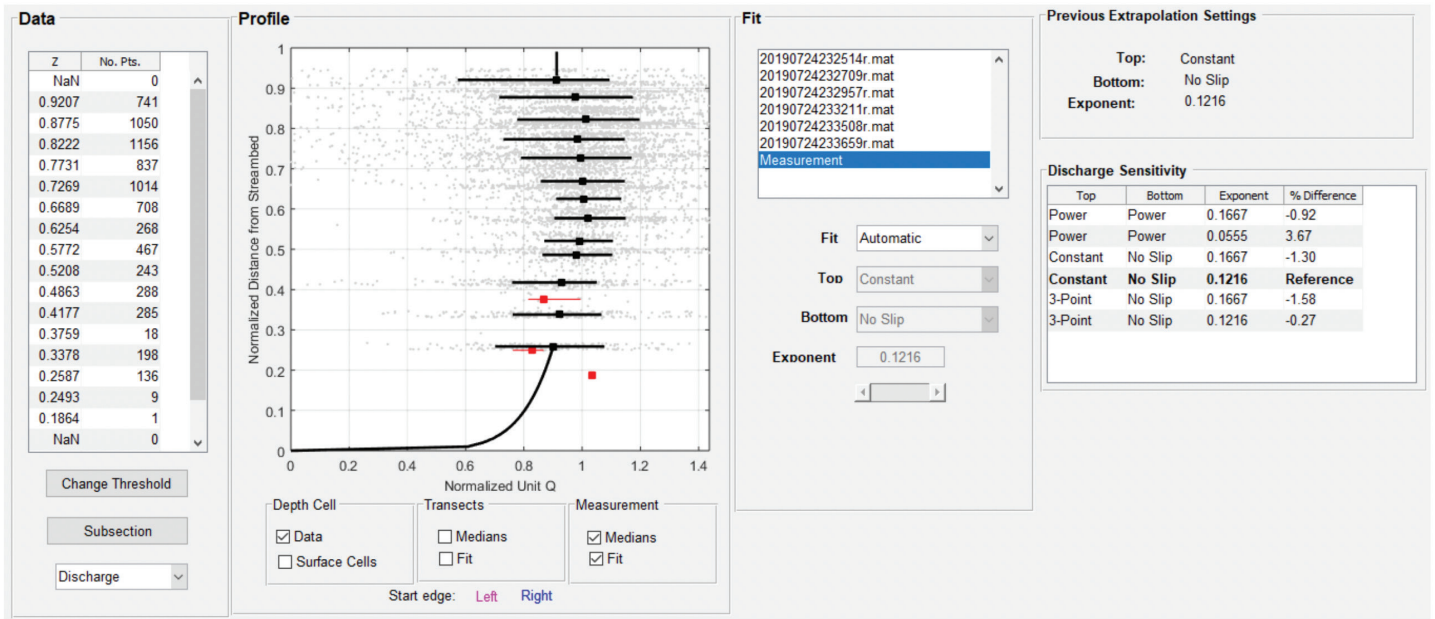 Data
Z No. Pts.
NaN 0
0.9207 741
0.8775 1050
0.8222 1156
0.7731 837
0.7269 1014
0.6689 708
0.6254 268
0.5772 467
0.5208 243
0.4863 288
0.4177 285
0.3759 18
0.3378 198
0.2587 136
0.2493 9
0.1864 1
NaN 0
Change Threshold
Subsection
Discharge
Profile
1
0.9
0.8
0.7
0.6
0.5
0.4
0.3
0.2
0.1
0
Normalized Distance from Streambed
0 0.2 0.4 0.6 0.8 1 1.2 1.4
Normalized Unit Q
Depth Cell
Data
Surface Cells
Transects
Medians
Fit
Measurement
Medians
Fit
Start edge: Left Right
Fit
20190724232514r.mat
20190724232709r.mat
20190724232957r.mat
20190724233211r.mat
20190724233508r.mat
20190724233659r.mat
Measurement
Fit Automatic
Top Constant
Bottom No Slip
Exponent 0.1216
Previous Extrapolation Settings
Top: Constant
Bottom: No Slip
Exponent: 0.1216
Discharge Sensitivity
Top Bottom Exponent % Difference
Power Power 0.1667 -0.92
Power Power 0.0555 3.67
Constant No Slip 0.1667 -1.30
Constant No Slip 0.1216 Reference
3-Point No Slip 0.1667 -1.58
3-Point No Slip 0.1216 -0.27